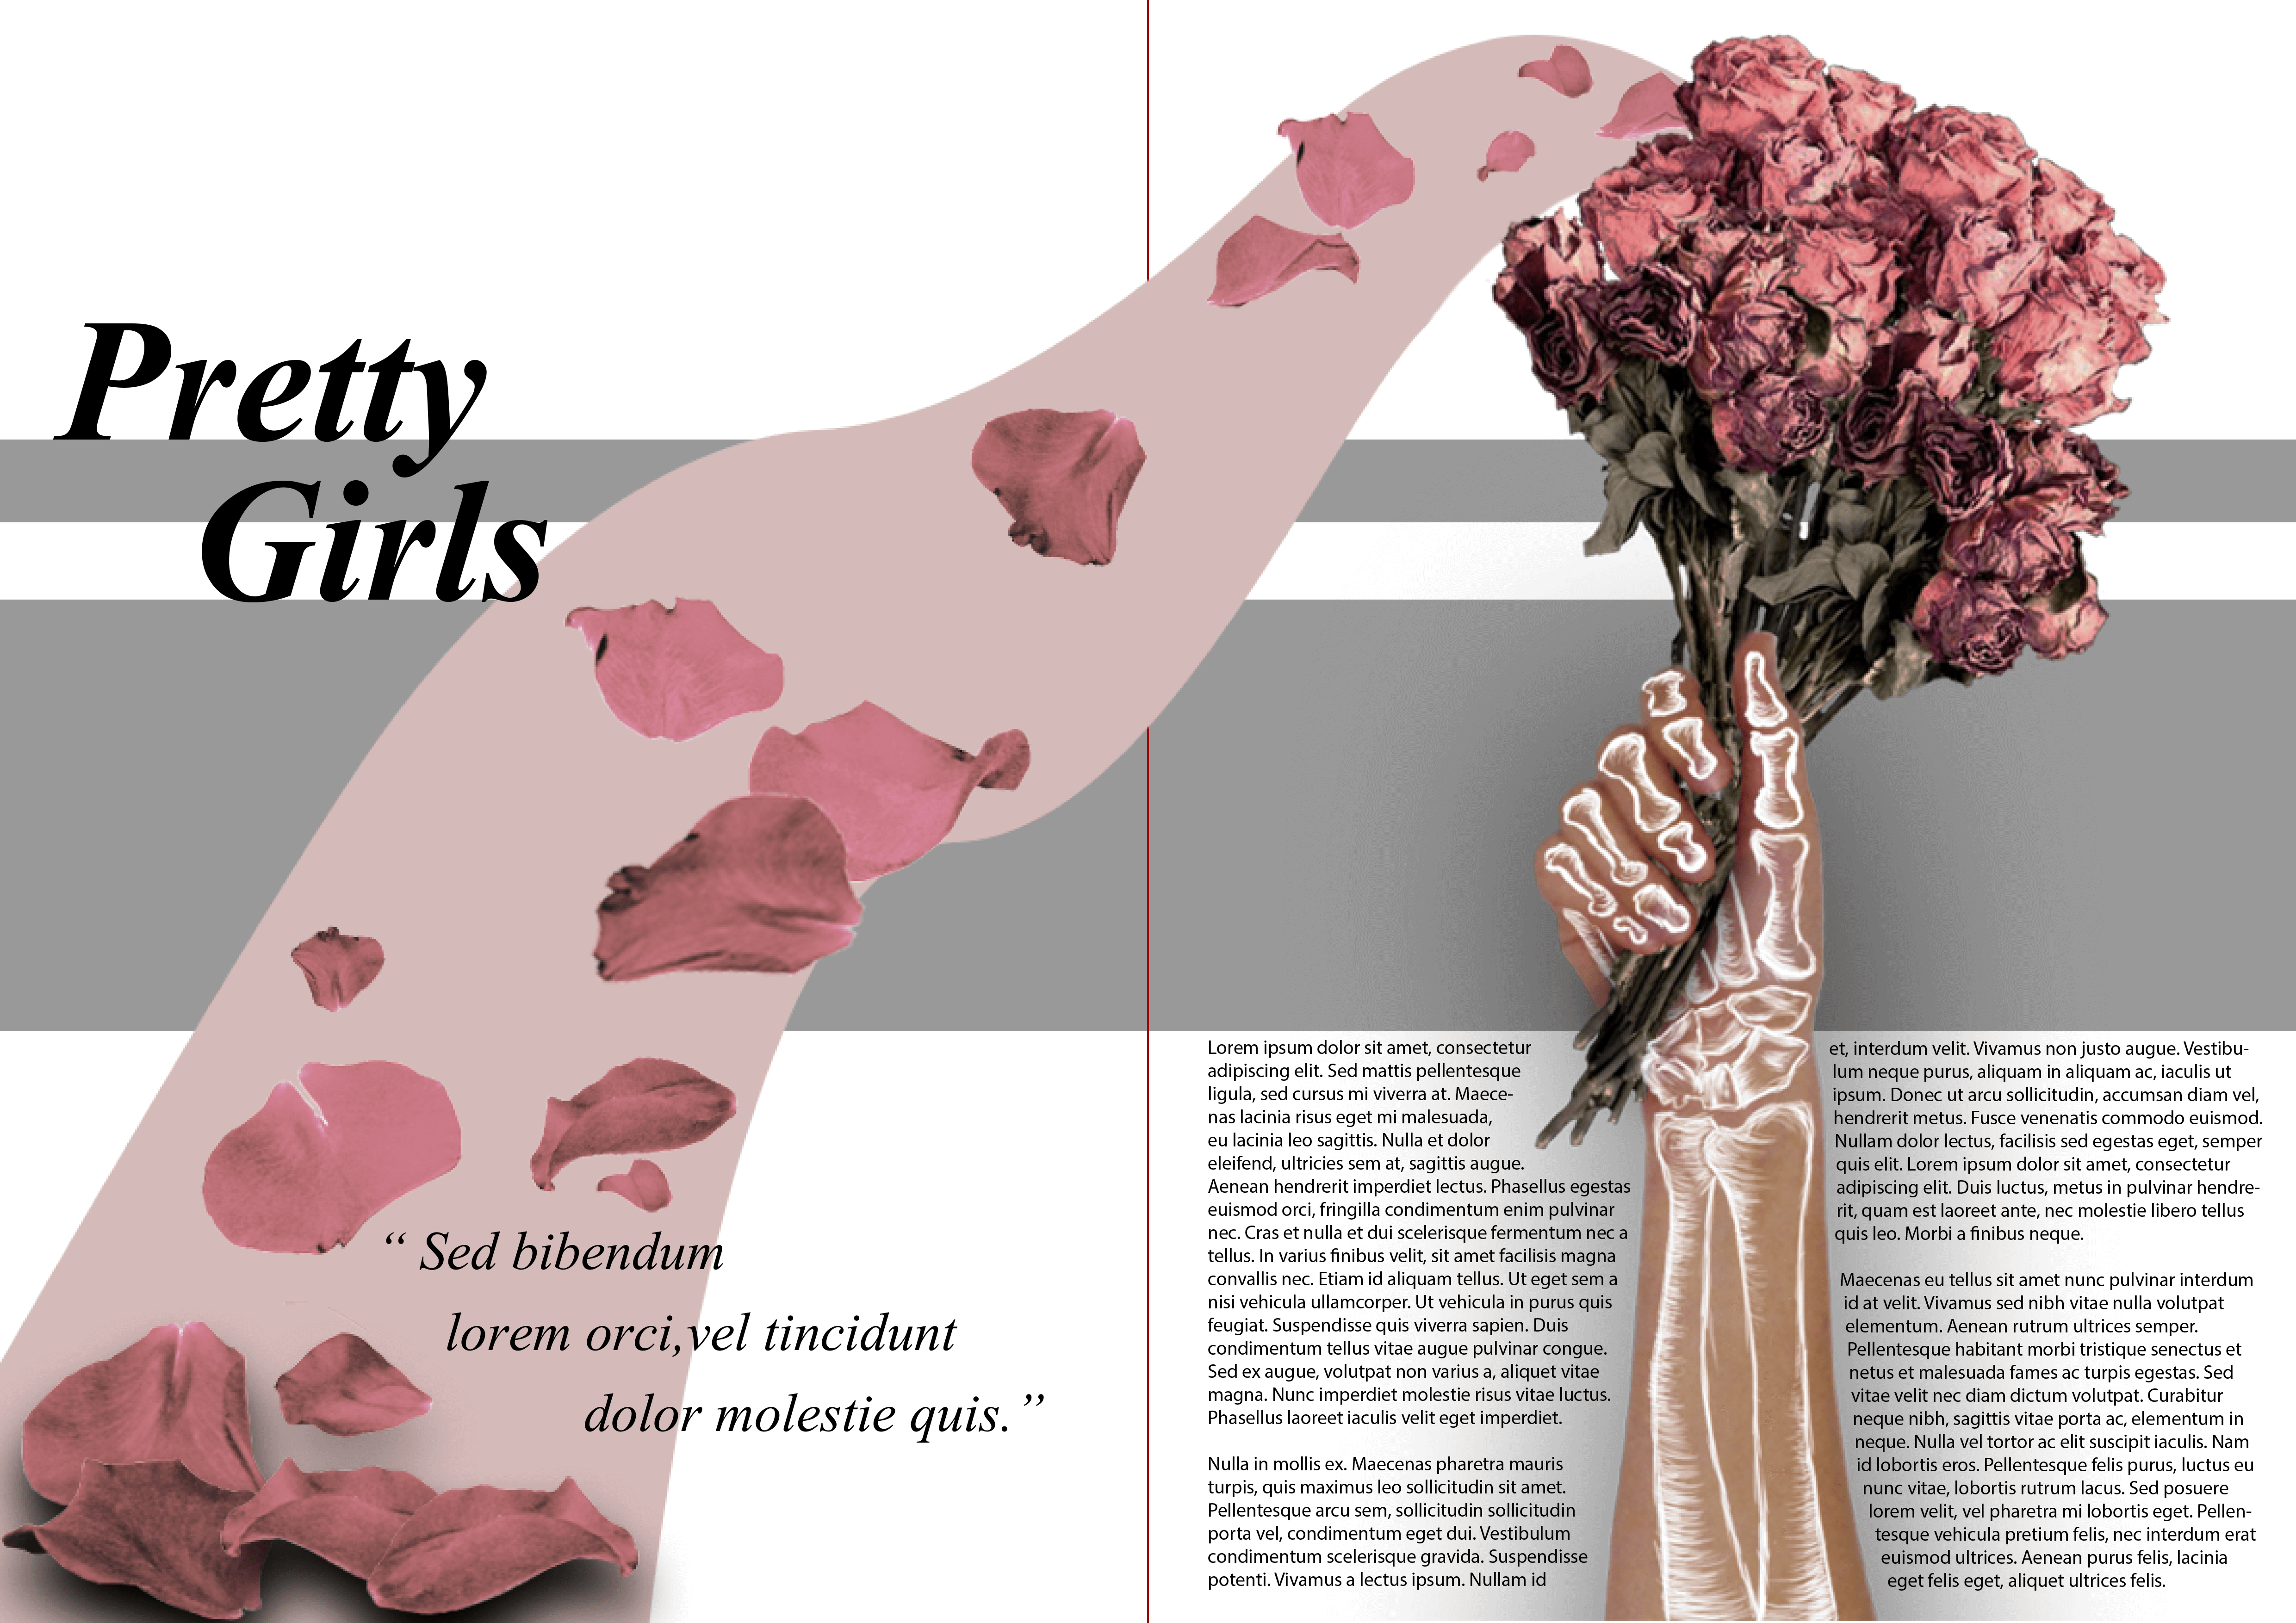 Pretty
Girls
“ Sed bibendum
lorem orci,vel tincidunt
dolor molestie quis.”
Lorem ipsum dolor sit amet, consectetur
adipiscing elit. Sed mattis pellentesque
ligula, sed cursus mi viverra at. Maece-
nas lacinia risus eget mi malesuada,
eu lacinia leo sagittis. Nulla et dolor
eleifend, ultricies sem at, sagittis augue.
Aenean hendrerit imperdiet lectus. Phasellus egestas
euismod orci, fringilla condimentum enim pulvinar
nec. Cras et nulla et dui scelerisque fermentum nec a
tellus. In varius finibus velit, sit amet facilisis magna
convallis nec. Etiam id aliquam tellus. Ut eget sem a
nisi vehicula ullamcorper. Ut vehicula in purus quis
feugiat. Suspendisse quis viverra sapien. Duis
condimentum tellus vitae augue pulvinar congue.
Sed ex augue, volutpat non varius a, aliquet vitae
magna. Nunc imperdiet molestie risus vitae luctus.
Phasellus laoreet iaculis velit eget imperdiet.
Nulla in mollis ex. Maecenas pharetra mauris
turpis, quis maximus leo sollicitudin sit amet.
Pellentesque arcu sem, sollicitudin sollicitudin
porta vel, condimentum eget dui. Vestibulum
condimentum scelerisque gravida. Suspendisse
potenti. Vivamus a lectus ipsum. Nullam id
et, interdum velit. Vivamus non justo augue. Vestibu-
lum neque purus, aliquam in aliquam ac, iaculis ut
ipsum. Donec ut arcu sollicitudin, accumsan diam vel,
hendrerit metus. Fusce venenatis commodo euismod.
Nullam dolor lectus, facilisis sed egestas eget, semper
quis elit. Lorem ipsum dolor sit amet, consectetur
adipiscing elit. Duis luctus, metus in pulvinar hendre-
rit, quam est laoreet ante, nec molestie libero tellus
quis leo. Morbi a finibus neque.
Maecenas eu tellus sit amet nunc pulvinar interdum
id at velit. Vivamus sed nibh vitae nulla volutpat
elementum. Aenean rutrum ultrices semper.
Pellentesque habitant morbi tristique senectus et
netus et malesuada fames ac turpis egestas. Sed
vitae velit nec diam dictum volutpat. Curabitur
neque nibh, sagittis vitae porta ac, elementum in
neque. Nulla vel tortor ac elit suscipit iaculis. Nam
id lobortis eros. Pellentesque felis purus, luctus eu
nunc vitae, lobortis rutrum lacus. Sed posuere
lorem velit, vel pharetra mi lobortis eget. Pellen-
tesque vehicula pretium felis, nec interdum erat
euismod ultrices. Aenean purus felis, lacinia
eget felis eget, aliquet ultrices felis.